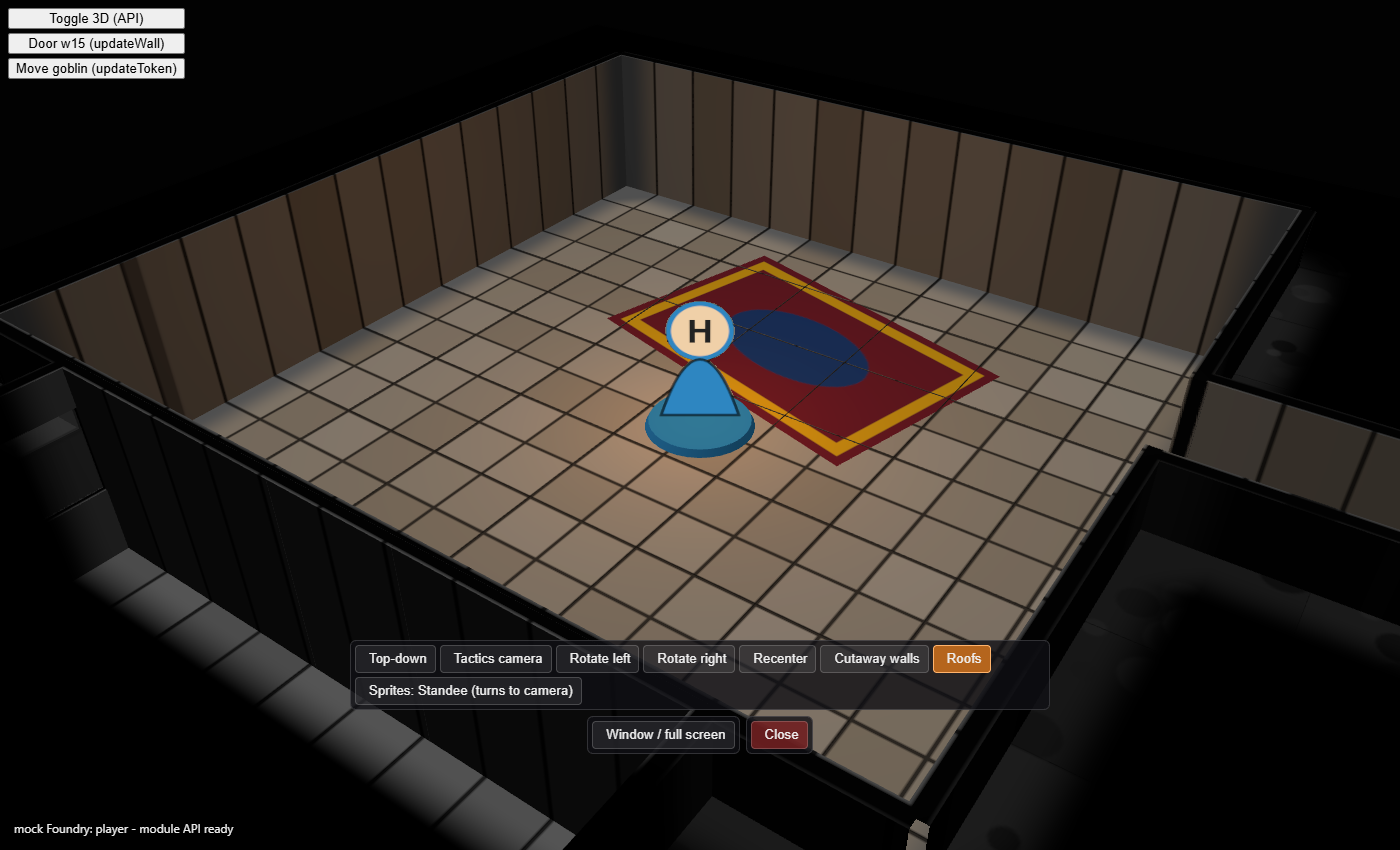 Toggle 3D (API)
Door w15 (updateWall)
Move goblin (updateToken)
H
Top-down Tactics camera Rotate left Rotate right Recenter Cutaway walls Roofs
Sprites: Standee (turns to camera)
Window / full screen Close
mock Foundry: player - module API ready